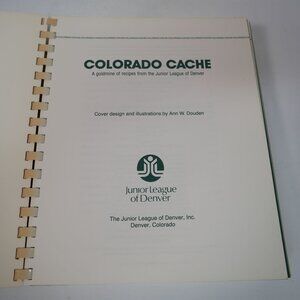 COLORADO CACHE
A goldmine of recipes from the Junior League of Denver
Cover design and illustrations by Ann W. Douden
Junior League
of Denver
The Junior League of Denver, Inc.
Denver, Colorado